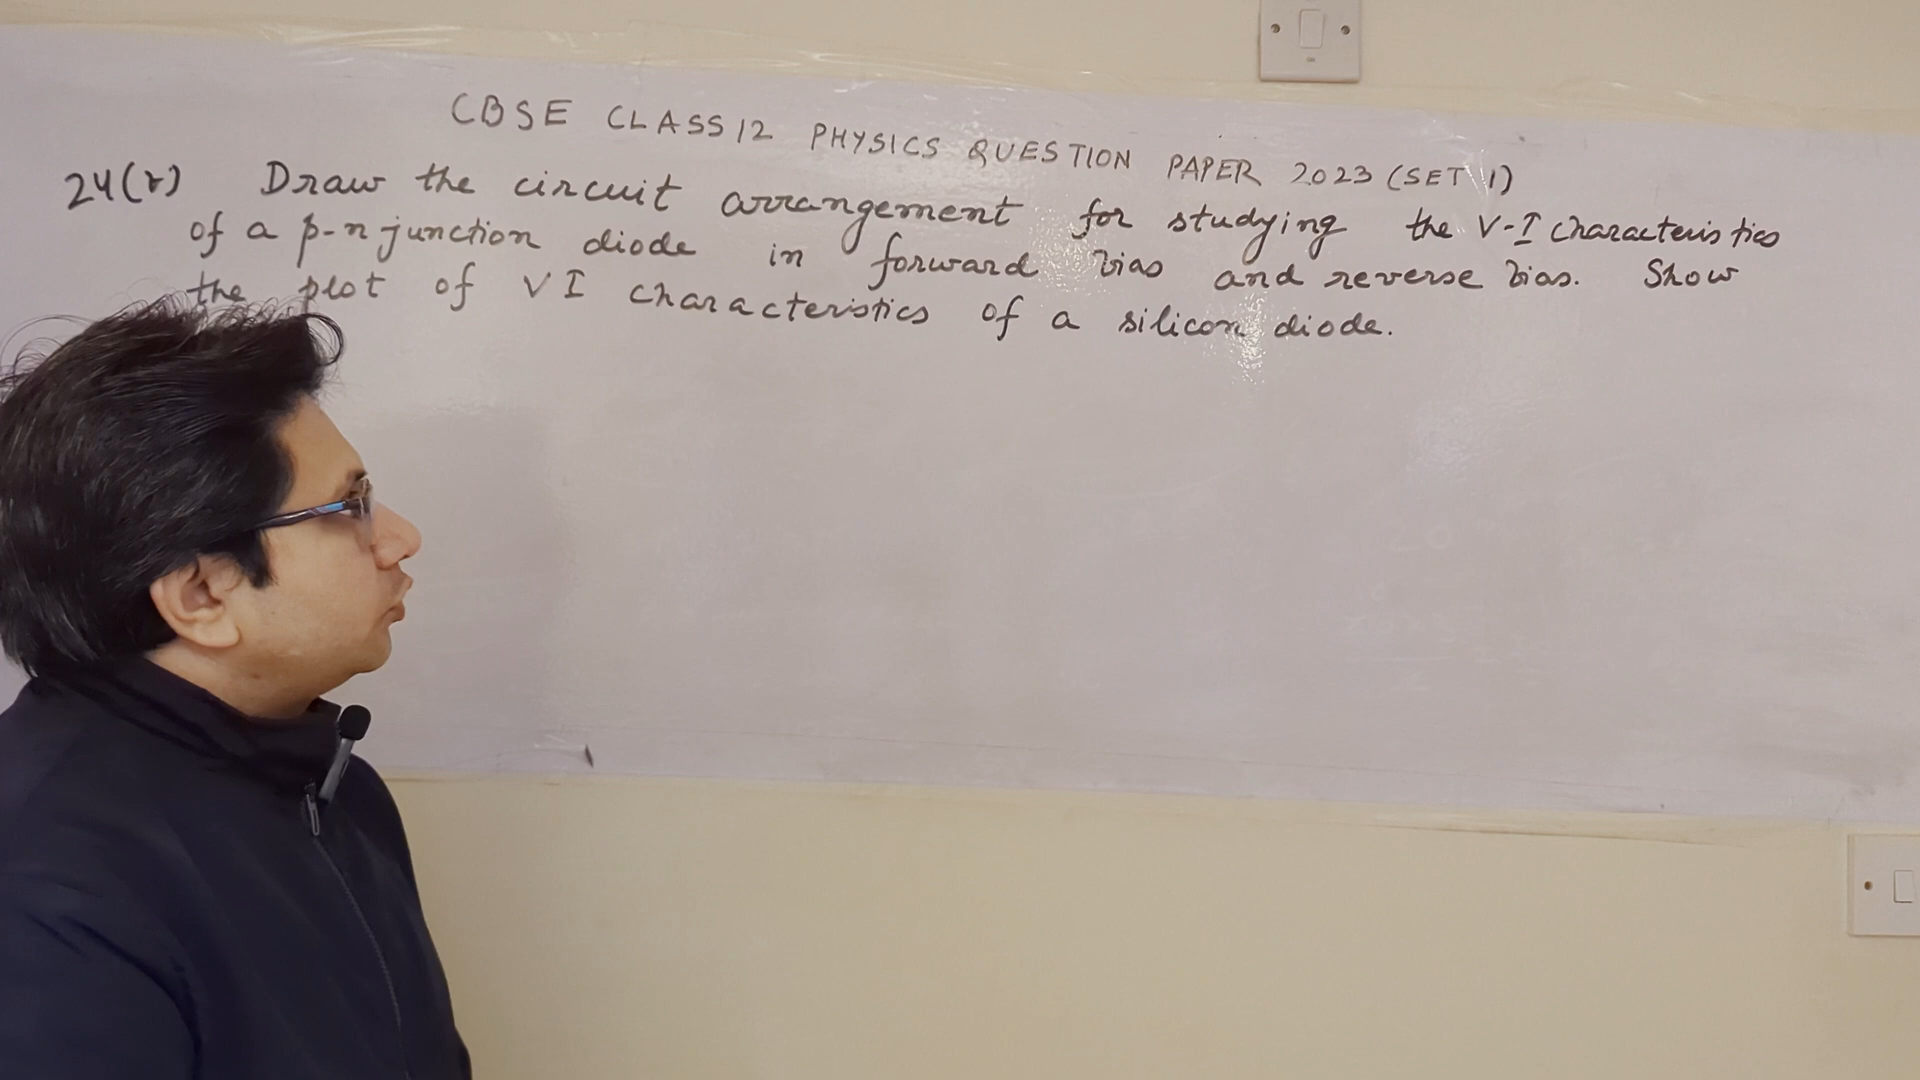 CBSE CLASS 12 PHYSICS QUESTION PAPER 2023 (SET 1)
24(r) Draw the circuit arrangement for studying the V-I characteristics
of a p-n junction diode in forward bias and reverse bias. Show
the plot of VI characteristics of a silicon diode.